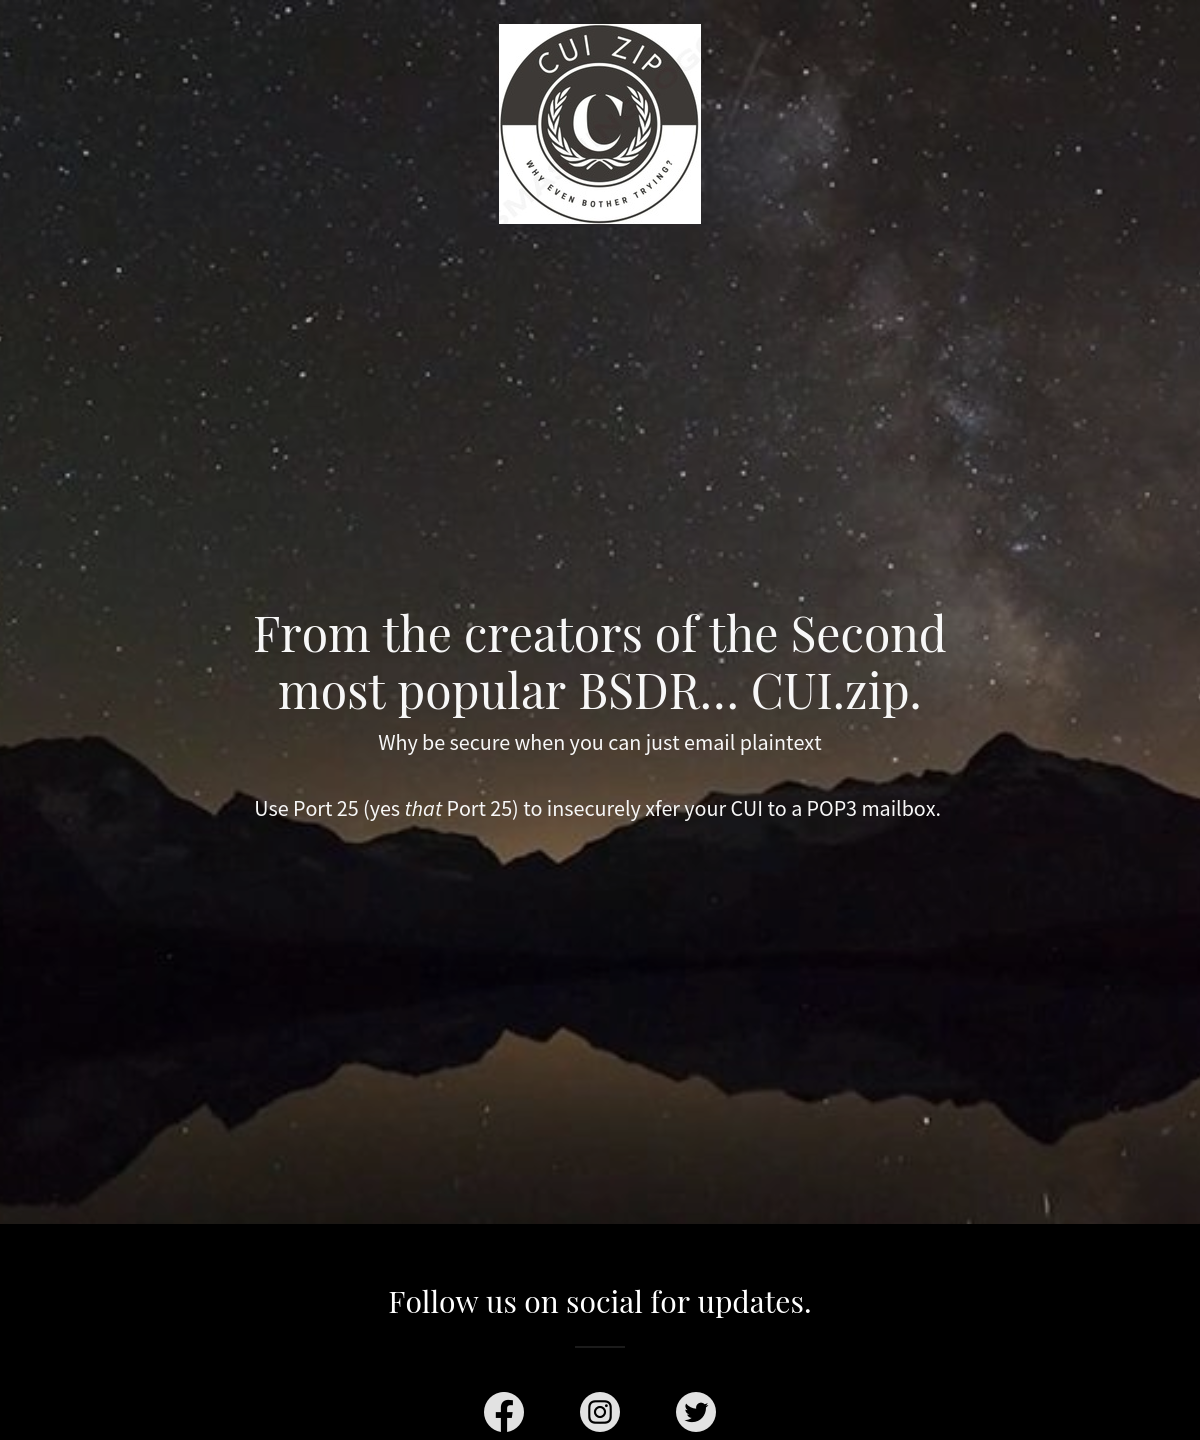 CUI ZIP
C
WHY EVEN BOTHER TRYING?
From the creators of the Second
most popular BSDR... CUI.zip.
Why be secure when you can just email plaintext
Use Port 25 (yes that Port 25) to insecurely xfer your CUI to a POP3 mailbox.
Follow us on social for updates.